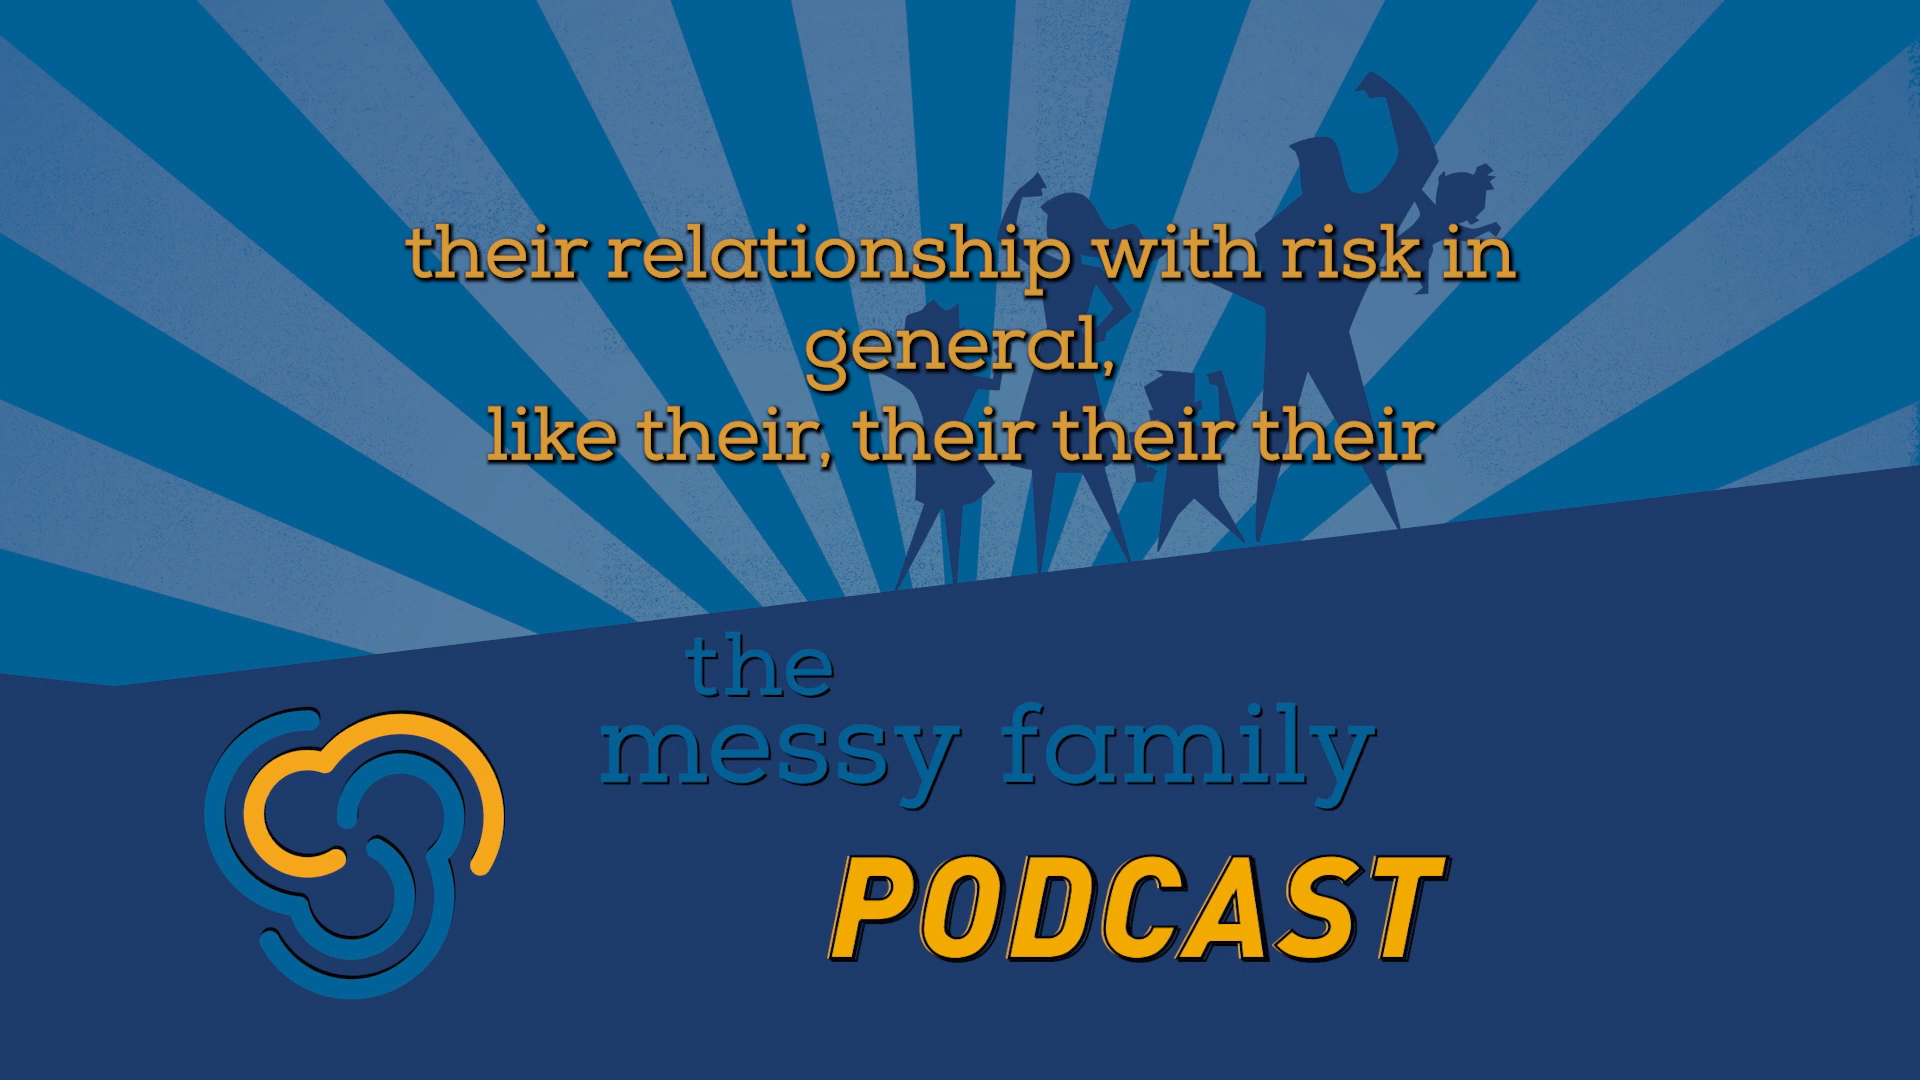 their relationship with risk in
general,
like their, their their their
the
messy family
PODCAST